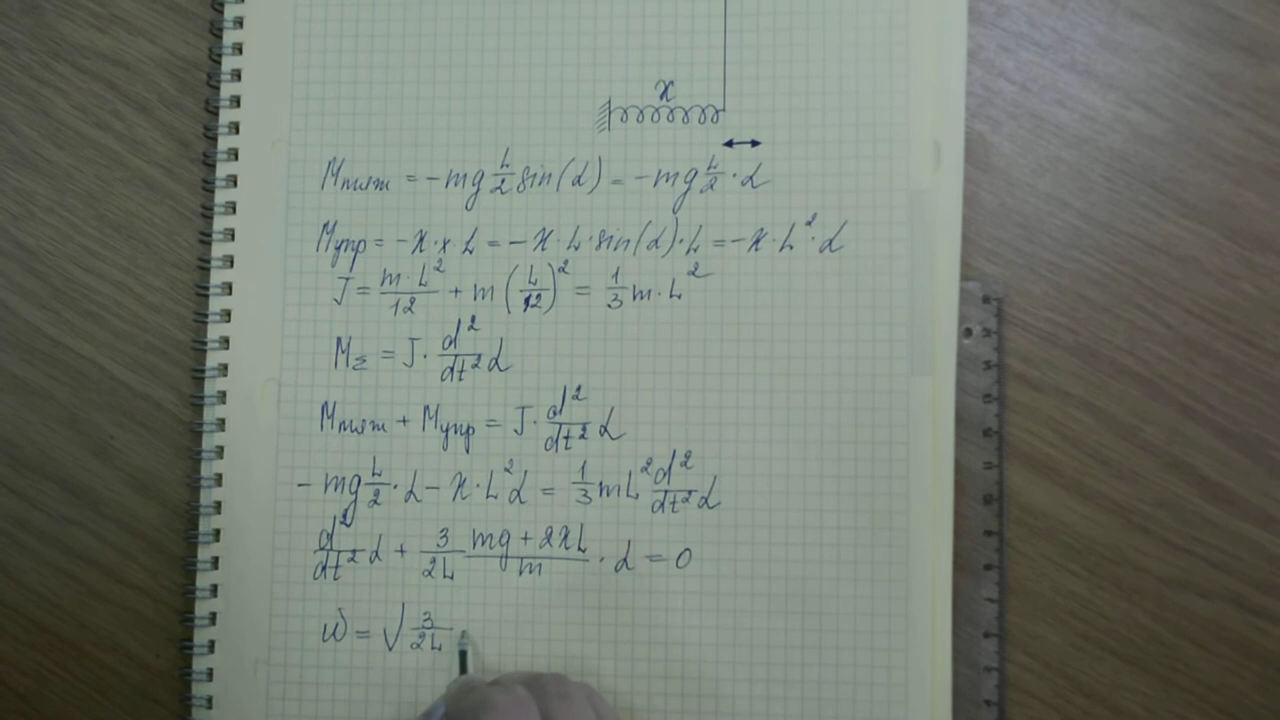 ϰ
Mтяж = -mg L/2 sin(α) = -mg L/2 · α
Mупр = -ϰ·x·L = -ϰ·L·sin(α)·L = -ϰ·L²·α
J = m·L²/12 + m(L/2)² = 1/3 m·L²
MΣ = J · d²/dt² α
Mтяж + Mупр = J · d²/dt² α
-mg L/2 · α - ϰ·L²α = 1/3 mL² d²/dt² α
d²/dt² α + 3/2L mg + 2ϰL/m · α = 0
ω = √ 3/2L